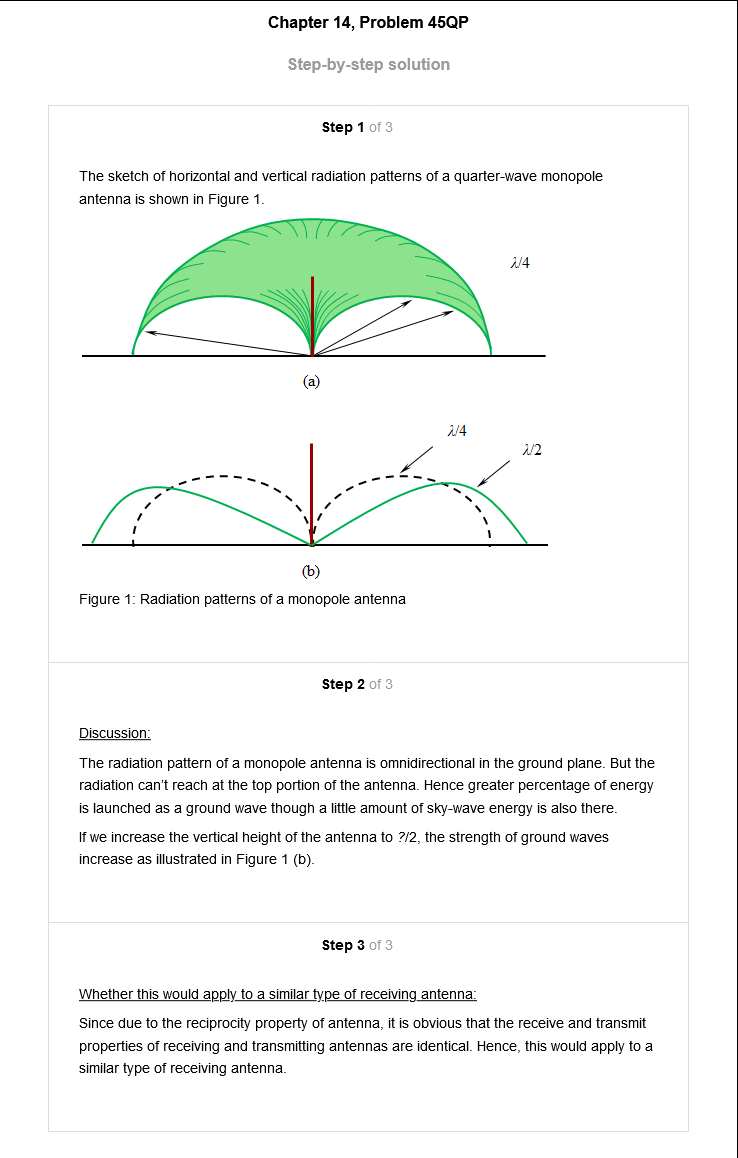 Chapter 14, Problem 45QP
Step-by-step solution
Step 1 of 3
The sketch of horizontal and vertical radiation patterns of a quarter-wave monopole
antenna is shown in Figure 1.
λ/4
(a)
λ/4
λ/2
(b)
Figure 1: Radiation patterns of a monopole antenna
Step 2 of 3
Discussion:
The radiation pattern of a monopole antenna is omnidirectional in the ground plane. But the
radiation can’t reach at the top portion of the antenna. Hence greater percentage of energy
is launched as a ground wave though a little amount of sky-wave energy is also there.
If we increase the vertical height of the antenna to ?/2, the strength of ground waves
increase as illustrated in Figure 1 (b).
Step 3 of 3
Whether this would apply to a similar type of receiving antenna:
Since due to the reciprocity property of antenna, it is obvious that the receive and transmit
properties of receiving and transmitting antennas are identical. Hence, this would apply to a
similar type of receiving antenna.